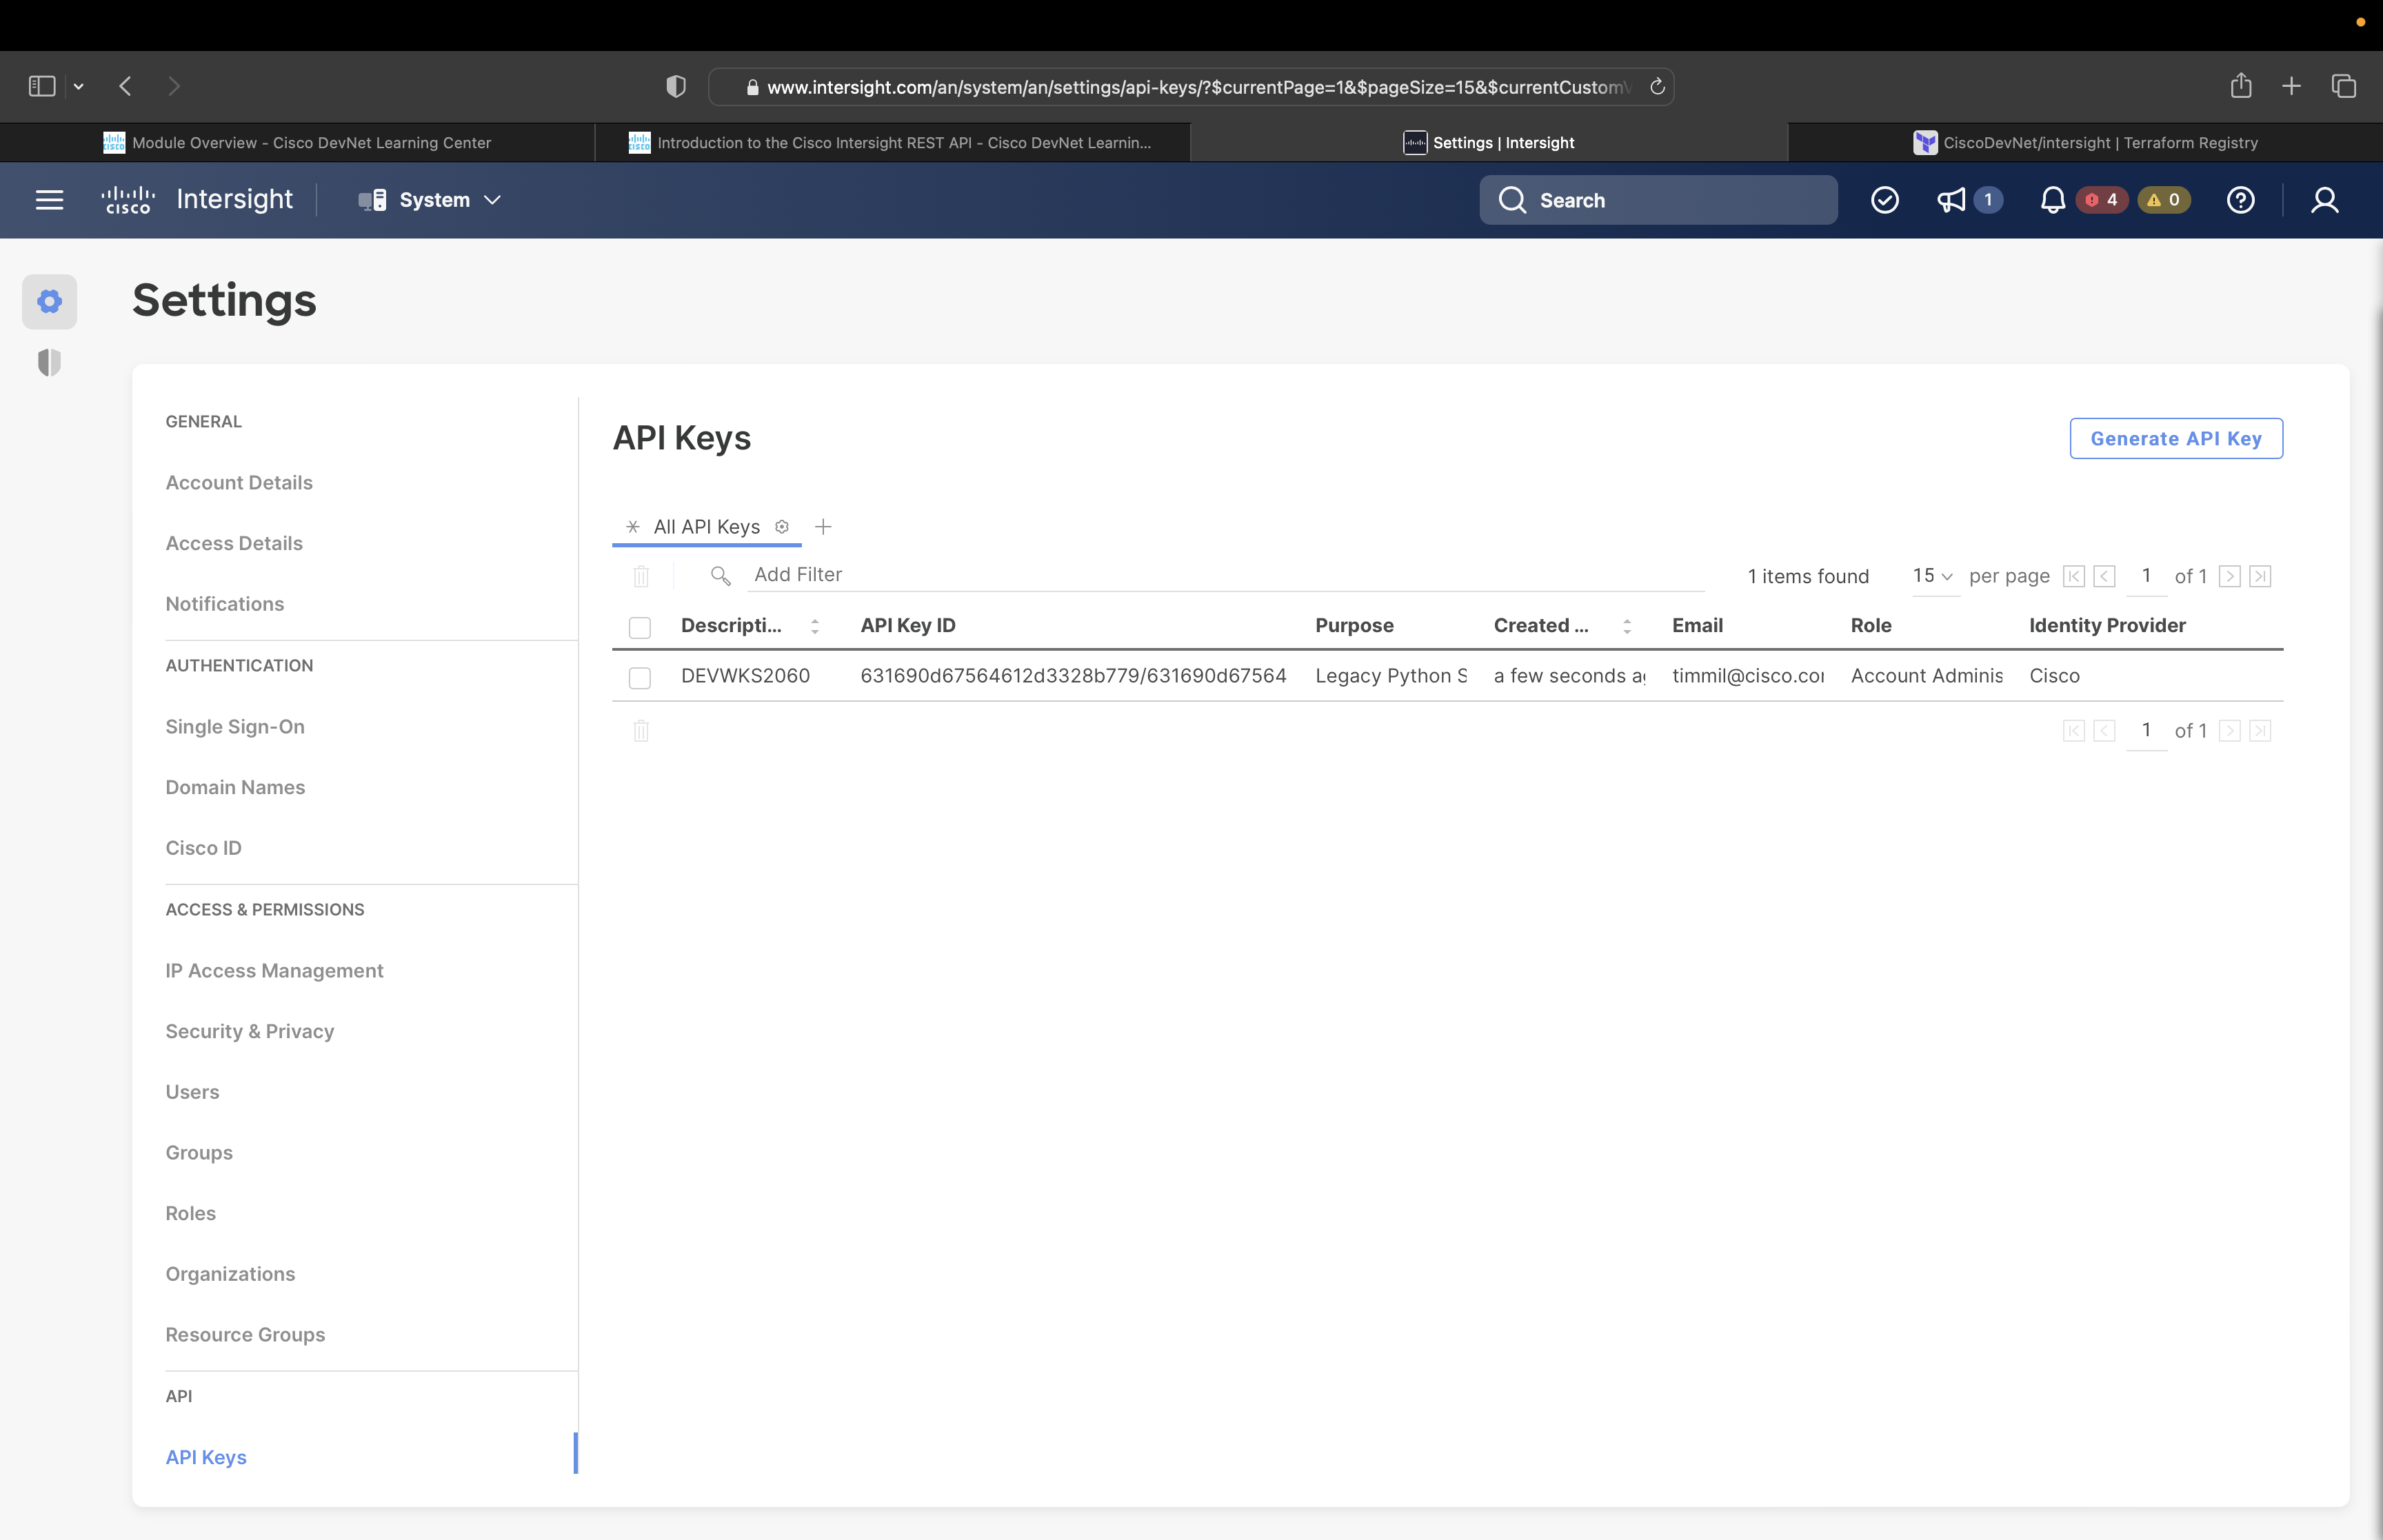 www.intersight.com/an/system/an/settings/api-keys/?$currentPage=1&$pageSize=15&$currentCustom
Module Overview - Cisco DevNet Learning Center
Introduction to the Cisco Intersight REST API - Cisco DevNet Learnin...
Settings | Intersight
CiscoDevNet/intersight | Terraform Registry
CISCO Intersight
System
Search
1
4
0
Settings
GENERAL
Account Details
Access Details
Notifications
AUTHENTICATION
Single Sign-On
Domain Names
Cisco ID
ACCESS & PERMISSIONS
IP Access Management
Security & Privacy
Users
Groups
Roles
Organizations
Resource Groups
API
API Keys
API Keys
Generate API Key
All API Keys
Add Filter
1 items found 15 per page 1 of 1
Descripti... API Key ID Purpose Created ... Email Role Identity Provider
DEVWKS2060 631690d67564612d3328b779/631690d67564 Legacy Python S a few seconds a timmil@cisco.co Account Adminis Cisco
1 of 1